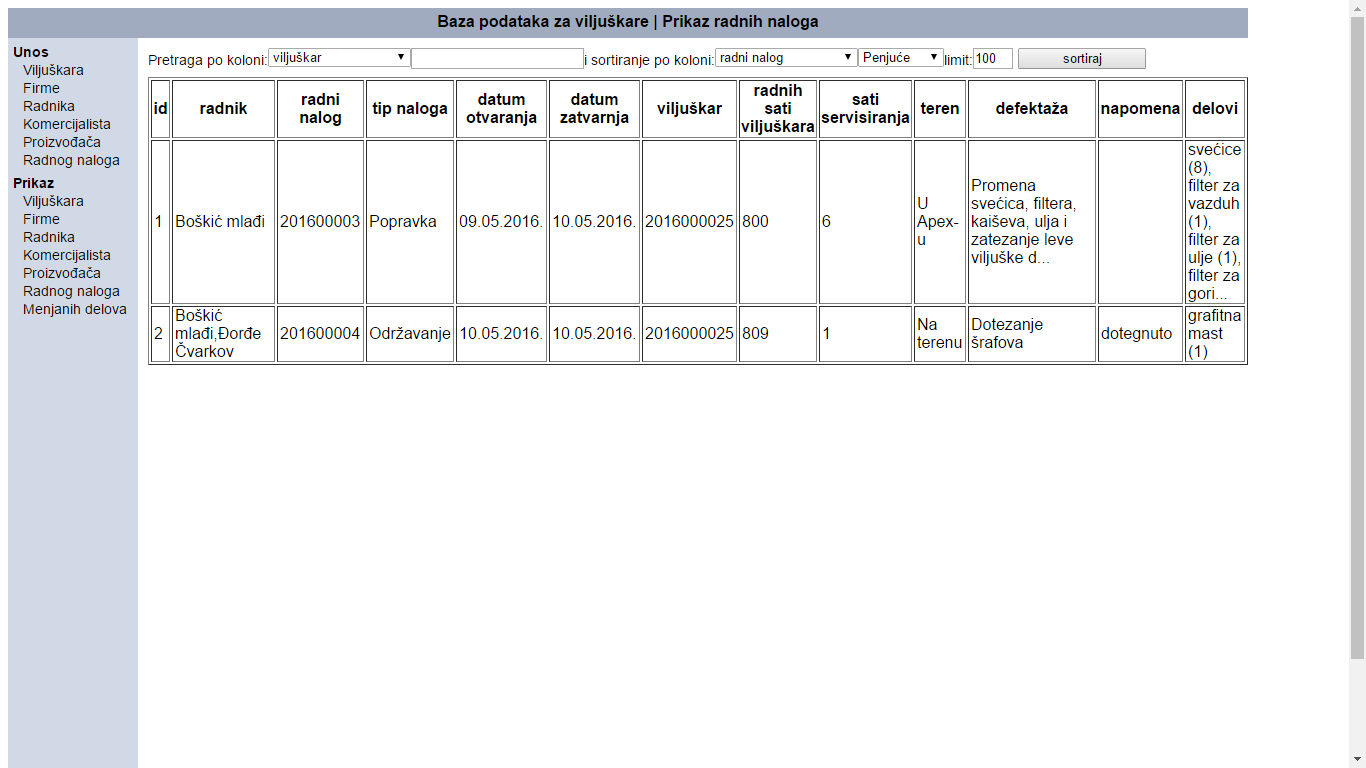 Baza podataka za viljuškare | Prikaz radnih naloga
Unos
Viljuškara
Firme
Radnika
Komercijalista
Proizvođača
Radnog naloga
Prikaz
Viljuškara
Firme
Radnika
Komercijalista
Proizvođača
Radnog naloga
Menjanih delova
Pretraga po koloni: viljuškar i sortiranje po koloni: radni nalog Penjuće limit: 100 sortiraj
id
radnik
radni
nalog
tip naloga
datum
otvaranja
datum
zatvarnja
viljuškar
radnih
sati
viljuškara
sati
servisiranja
teren
defektaža
napomena
delovi
1
Boškić mlađi
201600003
Popravka
09.05.2016.
10.05.2016.
2016000025
800
6
U
Apex-
u
Promena
svećica, filtera,
kaiševa, ulja i
zatezanje leve
viljuške d...
svećice
(8),
filter za
vazduh
(1),
filter za
ulje (1),
filter za
gori...
2
Boškić
mlađi,Đorđe
Čvarkov
201600004
Održavanje
10.05.2016.
10.05.2016.
2016000025
809
1
Na
terenu
Dotezanje
šrafova
dotegnuto
grafitna
mast
(1)